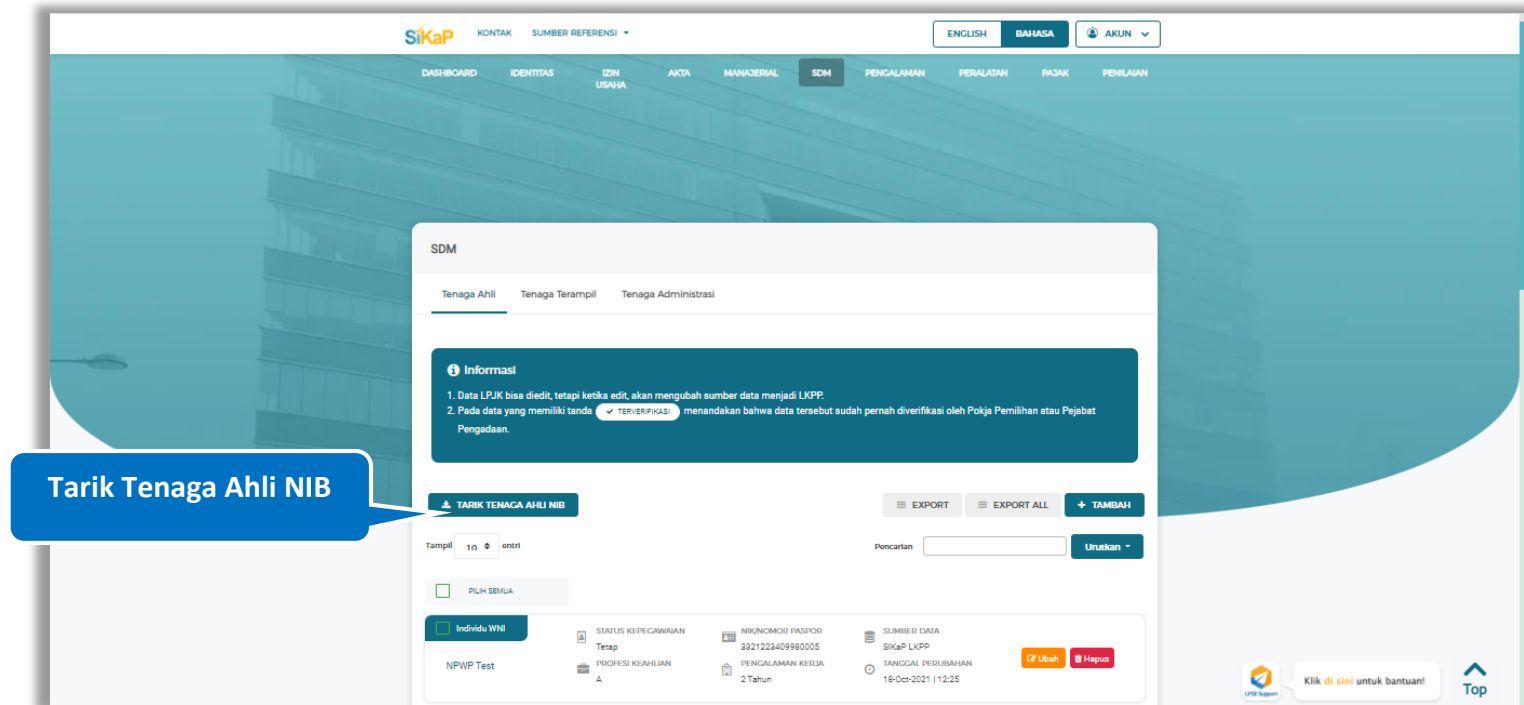 SiKaP KONTAK SUMBER REFERENSI ENGLISH BAHASA AKUN
DASHBOARD IDENTITAS IZIN USAHA AKTA MANAJERIAL SDM PENGALAMAN PERALATAN PAJAK PENILAIAN
SDM
Tenaga Ahli Tenaga Terampil Tenaga Administrasi
Informasi
1. Data LPJK bisa diedit, tetapi ketika edit, akan mengubah sumber data menjadi LKPP.
2. Pada data yang memiliki tanda TERVERIFIKASI menandakan bahwa data tersebut sudah pernah diverifikasi oleh Pokja Pemilihan atau Pejabat
Pengadaan.
Tarik Tenaga Ahli NIB
TARIK TENAGA AHLI NIB EXPORT EXPORT ALL + TAMBAH
Tampil 10 entri Pencarian Urutkan
PILIH SEMUA
Individu WNI
NPWP Test
STATUS KEPEGAWAIAN NIK/NOMOR PASPOR SUMBER DATA
Tetap 3321223409980005 SIKaP LKPP
PROFESI KEAHLIAN PENGALAMAN KERJA TANGGAL PERUBAHAN
A 2 Tahun 18-Oct-2021 | 12:25
Ubah Hapus
LPSE Support
Klik di sini untuk bantuan!
Top